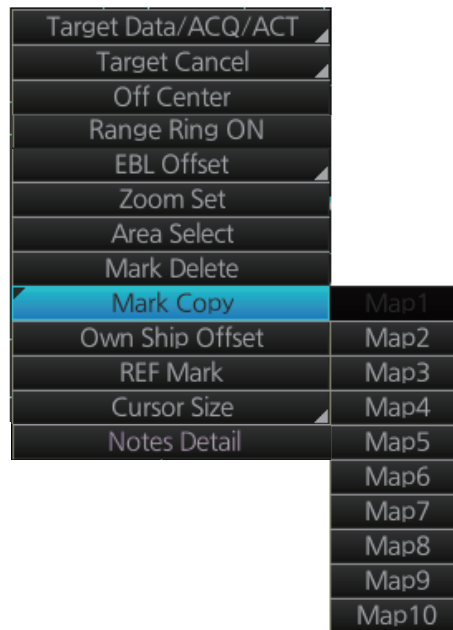 Target Data/ACQ/ACT
Target Cancel
Off Center
Range Ring ON
EBL Offset
Zoom Set
Area Select
Mark Delete
Mark Copy
Own Ship Offset
REF Mark
Cursor Size
Notes Detail
Map1
Map2
Map3
Map4
Map5
Map6
Map7
Map8
Map9
Map10